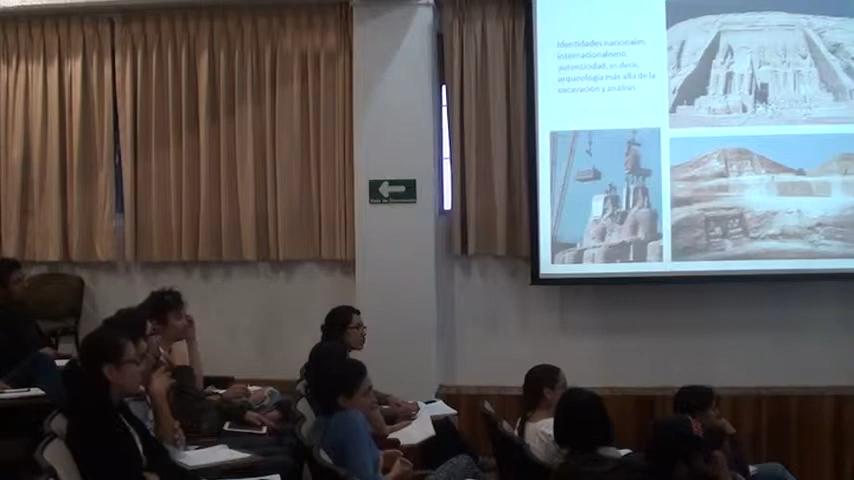 Identidades nacionales,
internacionalismo,
autenticidad, es decir,
arqueología más allá de la
excavación y análisis